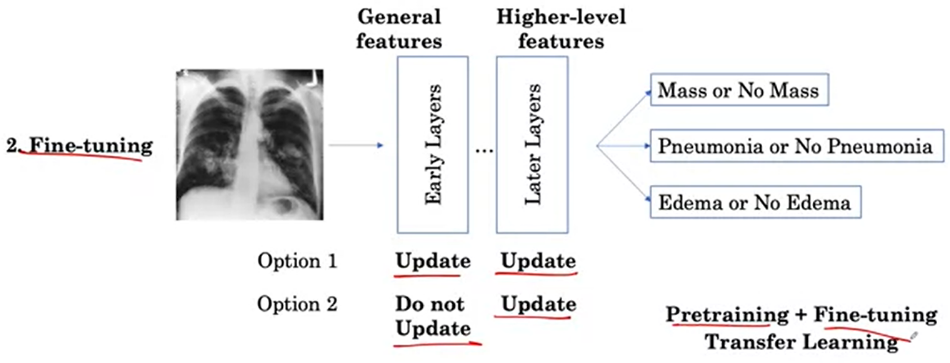 General features
Higher-level features
2. Fine-tuning
Early Layers
...
Later Layers
Mass or No Mass
Pneumonia or No Pneumonia
Edema or No Edema
Option 1
Update
Update
Option 2
Do not Update
Update
Pretraining + Fine-tuning
Transfer Learning